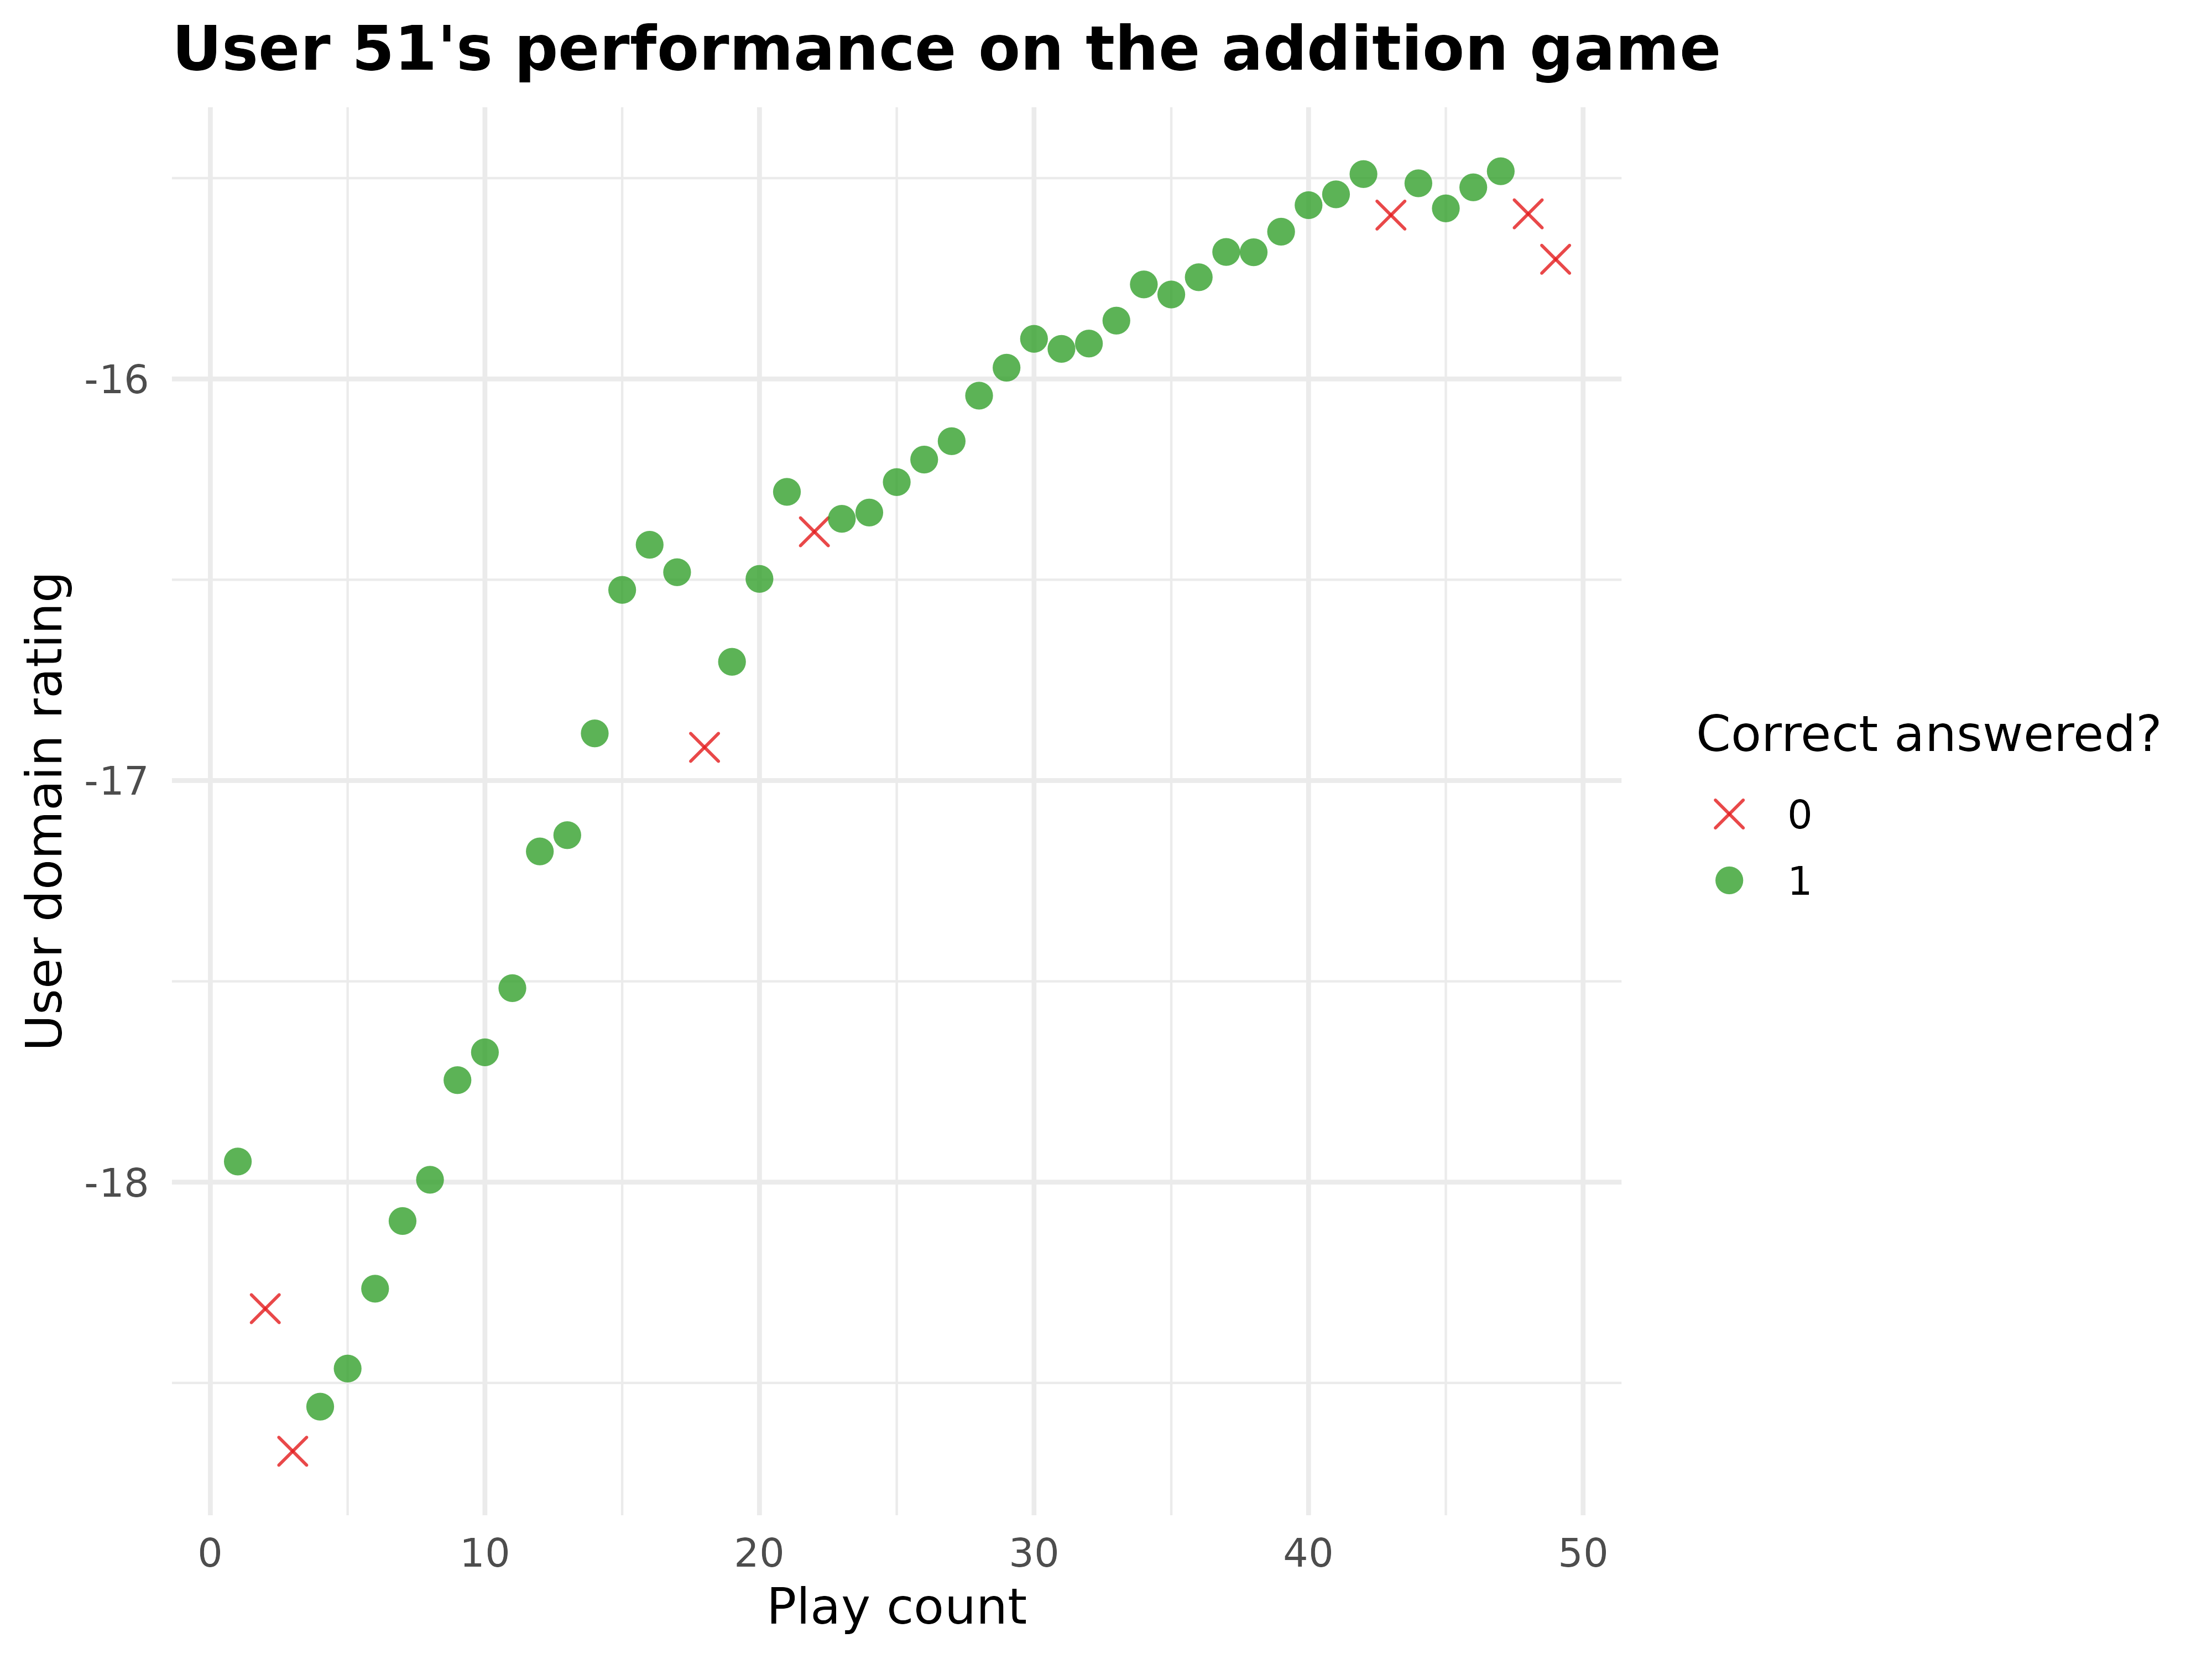 User 51's performance on the addition game
User domain rating
-16
-17
-18
0 10 20 30 40 50
Play count
Correct answered?
0
1